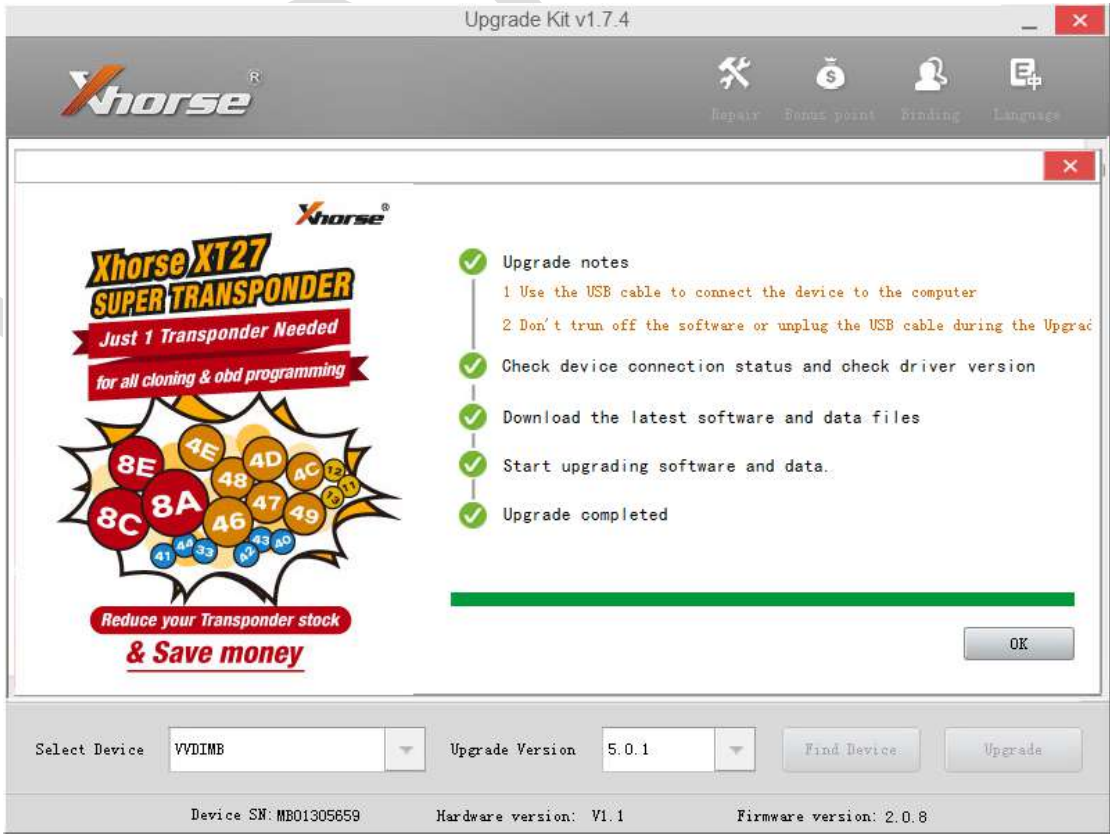 Upgrade Kit v1.7.4
Xhorse®
Repair
Bonus point
Binding
Language
Xhorse®
Xhorse XT27
SUPER TRANSPONDER
Just 1 Transponder Needed
for all cloning & obd programming
8E
4E
4D
4C
12
11
13
48
8A
47
49
8C
46
41
44
33
42
43
40
Reduce your Transponder stock
& Save money
Upgrade notes
1 Use the USB cable to connect the device to the computer
2 Don't trun off the software or unplug the USB cable during the Upgrad
Check device connection status and check driver version
Download the latest software and data files
Start upgrading software and data.
Upgrade completed
OK
Select Device VVDIMB Upgrade Version 5.0.1 Find Device Upgrade
Device SN: MB01305659 Hardware version: V1.1 Firmware version: 2.0.8